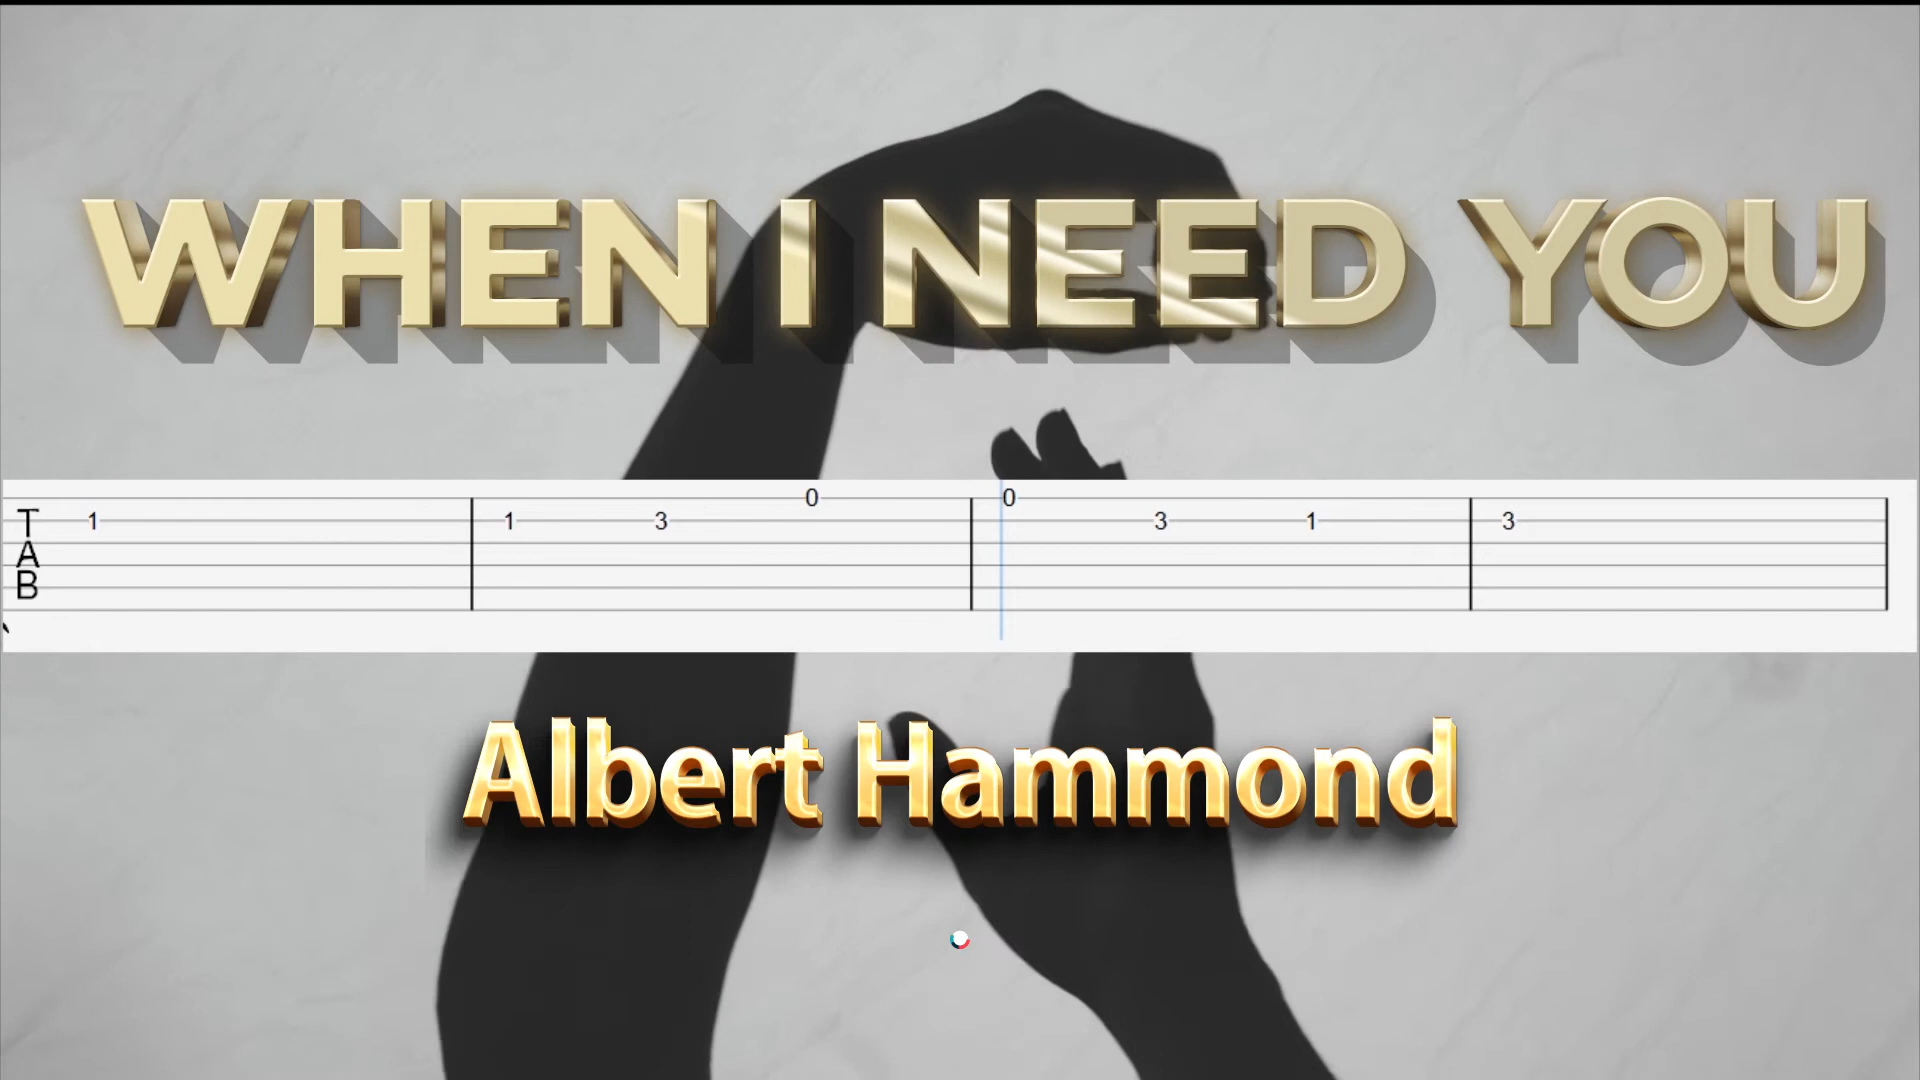 WHEN I NEED YOU
0 0
T 1 1 3 3 1 3
A
B
Albert Hammond